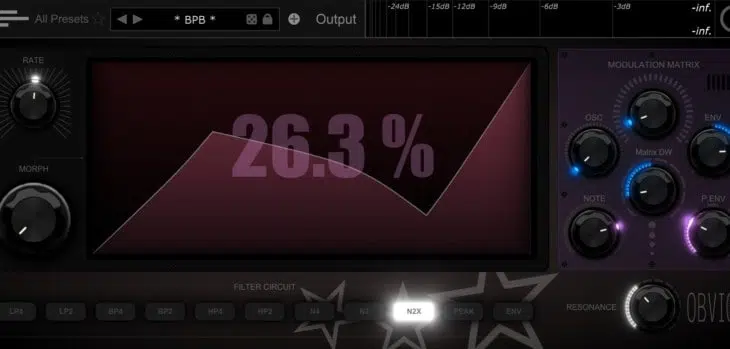 All Presets
* BPB *
Output
-24dB -15dB -12dB -9dB -6dB -3dB
-inf.
-inf.
RATE
26.3 %
MORPH
MODULATION MATRIX
OSC
ENV
Matrix DW
NOTE
P.ENV
FILTER CIRCUIT
LP4 LP2 BP4 BP2 HP4 HP2 N4 N2 N2X PEAK ENV
RESONANCE
OBVIO